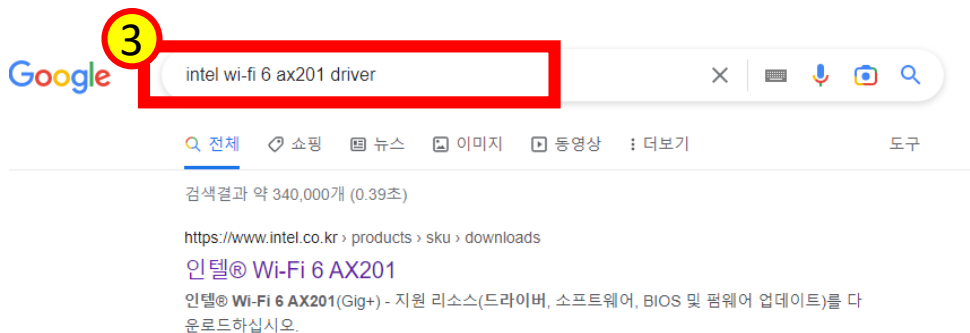 3
Google
intel wi-fi 6 ax201 driver
전체 쇼핑 뉴스 이미지 동영상 더보기 도구
검색결과 약 340,000개 (0.39초)
https://www.intel.co.kr › products › sku › downloads
인텔® Wi-Fi 6 AX201
인텔® Wi-Fi 6 AX201(Gig+) - 지원 리소스(드라이버, 소프트웨어, BIOS 및 펌웨어 업데이트)를 다
운로드하십시오.